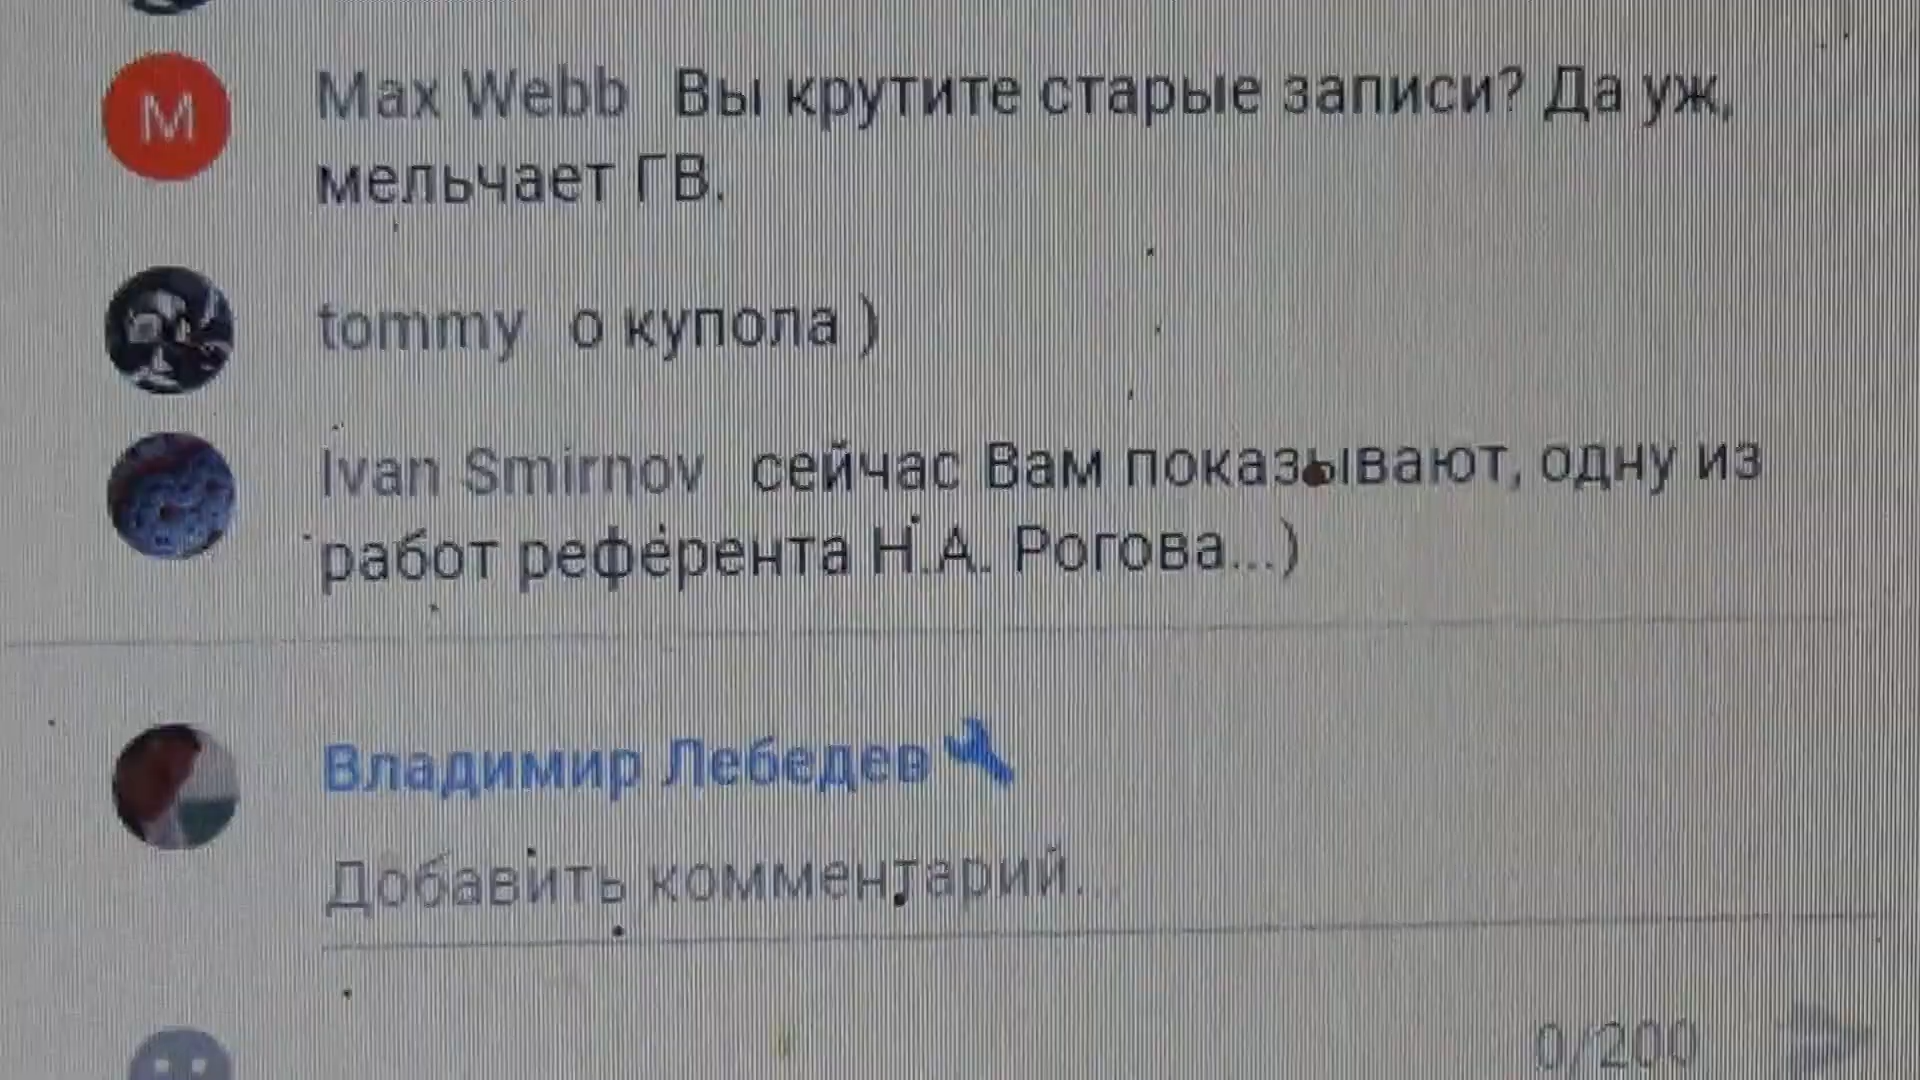 M
Max Webb Вы крутите старые записи? Да уж,
мельчает ГВ.
tommy о купола )
Ivan Smirnov сейчас Вам показывают, одну из
работ референта Н.А. Рогова...)
Владимир Лебедев
Добавить комментарий...
0/200